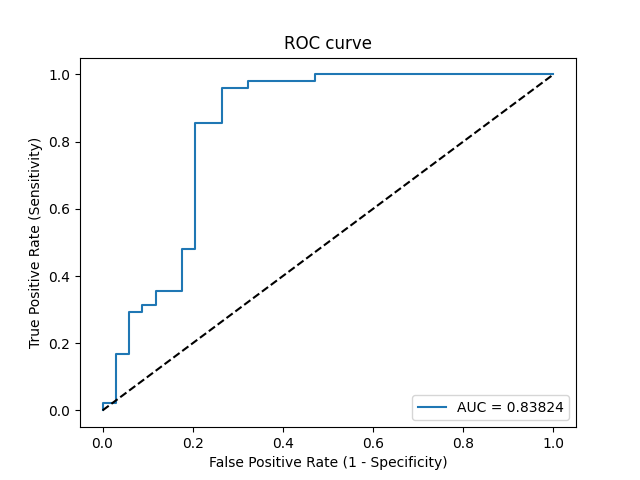 ROC curve
True Positive Rate (Sensitivity)
1.0
0.8
0.6
0.4
0.2
0.0
AUC = 0.83824
0.0 0.2 0.4 0.6 0.8 1.0
False Positive Rate (1 - Specificity)